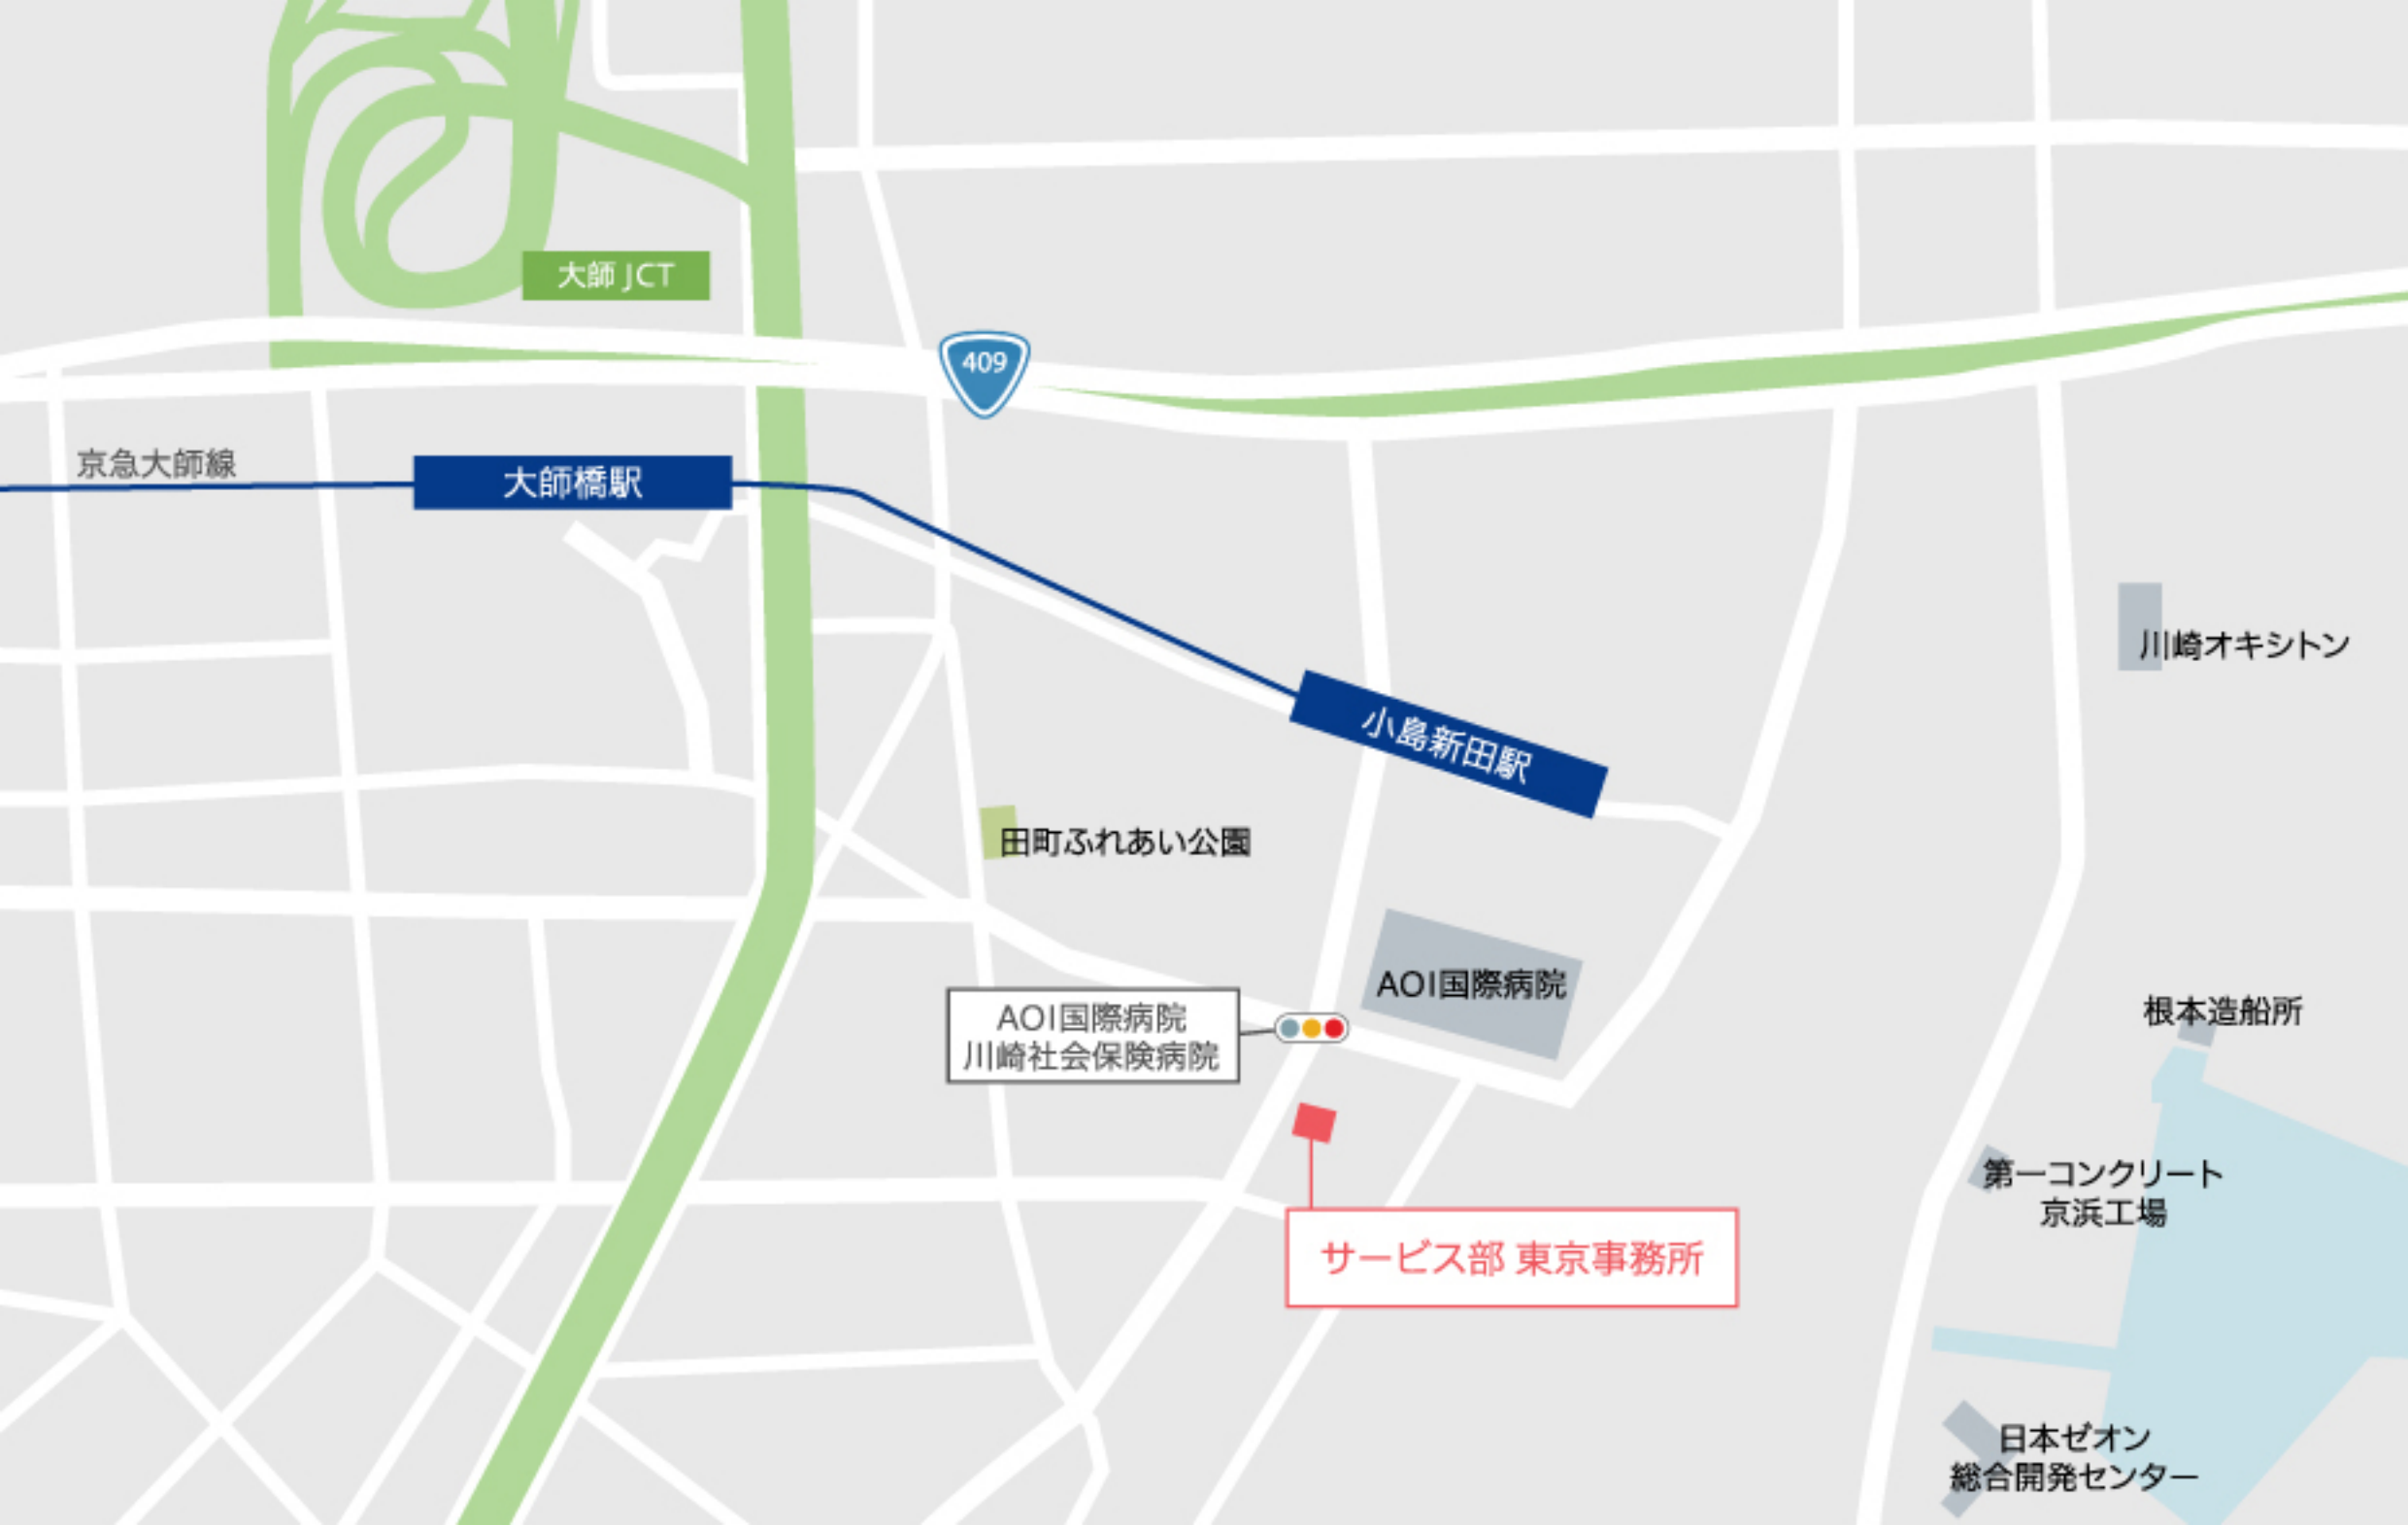 大師 JCT
409
京急大師線
大師橋駅
川崎オキシトン
小島新田駅
田町ふれあい公園
AOI国際病院
AOI国際病院
川崎社会保険病院
根本造船所
第一コンクリート
京浜工場
サービス部 東京事務所
日本ゼオン
総合開発センター